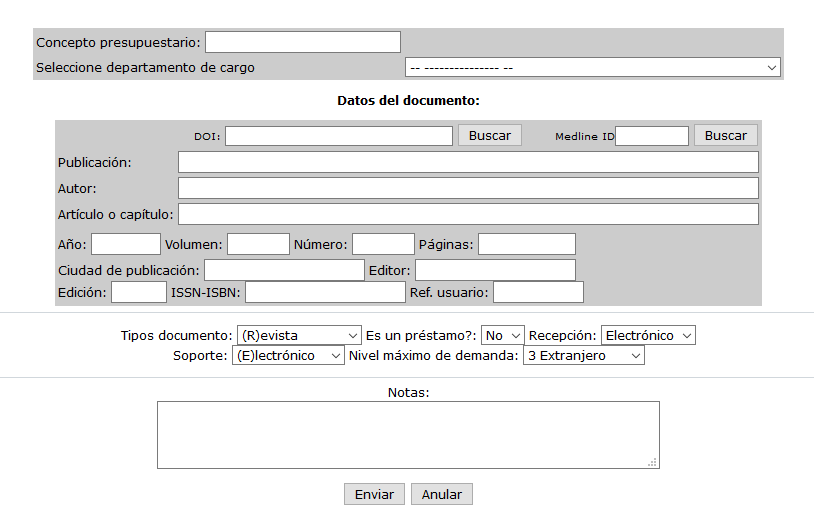 Concepto presupuestario:
Seleccione departamento de cargo -- --------------- --
Datos del documento:
DOI: Buscar Medline ID Buscar
Publicación:
Autor:
Artículo o capítulo:
Año: Volumen: Número: Páginas:
Ciudad de publicación: Editor:
Edición: ISSN-ISBN: Ref. usuario:
Tipos documento: (R)evista Es un préstamo?: No Recepción: Electrónico
Soporte: (E)lectrónico Nivel máximo de demanda: 3 Extranjero
Notas:
Enviar Anular